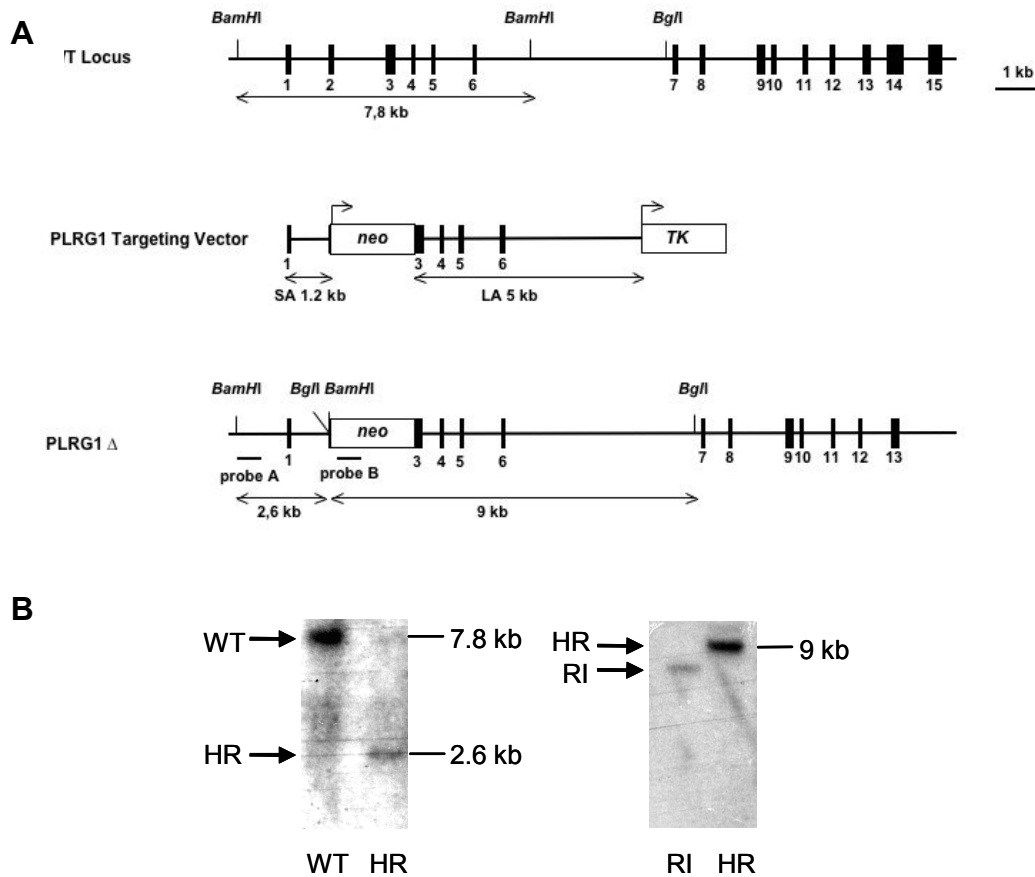 A
BamHI BamHI BglI
/T Locus
1 2 3 4 5 6 7 8 9 10 11 12 13 14 15
1 kb
7,8 kb
PLRG1 Targeting Vector
neo TK
1 3 4 5 6
SA 1.2 kb LA 5 kb
BamHI BglI BamHI BglI
PLRG1 Δ
neo
1 3 4 5 6 7 8 9 10 11 12 13
probe A probe B
2,6 kb 9 kb
B
WT 7.8 kb
HR 2.6 kb
WT HR
HR 9 kb
RI
RI HR